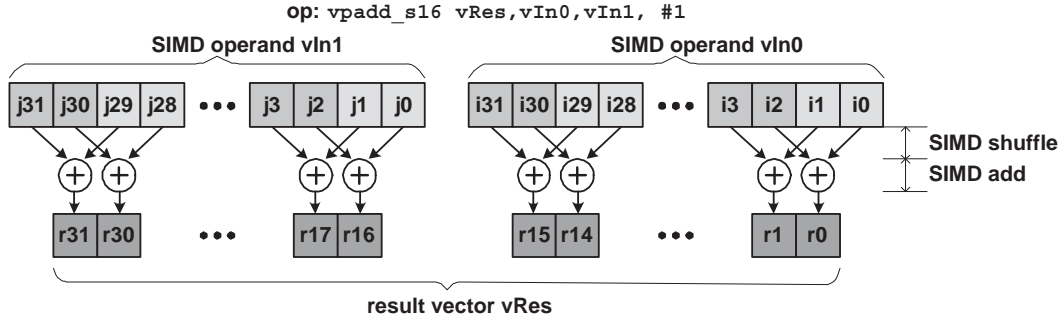 op: vpadd_s16 vRes,vIn0,vIn1, #1
SIMD operand vIn1 SIMD operand vIn0
j31 j30 j29 j28 ••• j3 j2 j1 j0 i31 i30 i29 i28 ••• i3 i2 i1 i0
SIMD shuffle
+ + + + + + + + SIMD add
r31 r30 ••• r17 r16 r15 r14 ••• r1 r0
result vector vRes